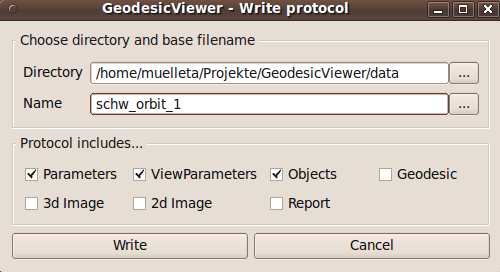 GeodesicViewer - Write protocol
Choose directory and base filename
Directory /home/muelleta/Projekte/GeodesicViewer/data ...
Name schw_orbit_1 ...
Protocol includes...
Parameters ViewParameters Objects Geodesic
3d Image 2d Image Report
Write Cancel